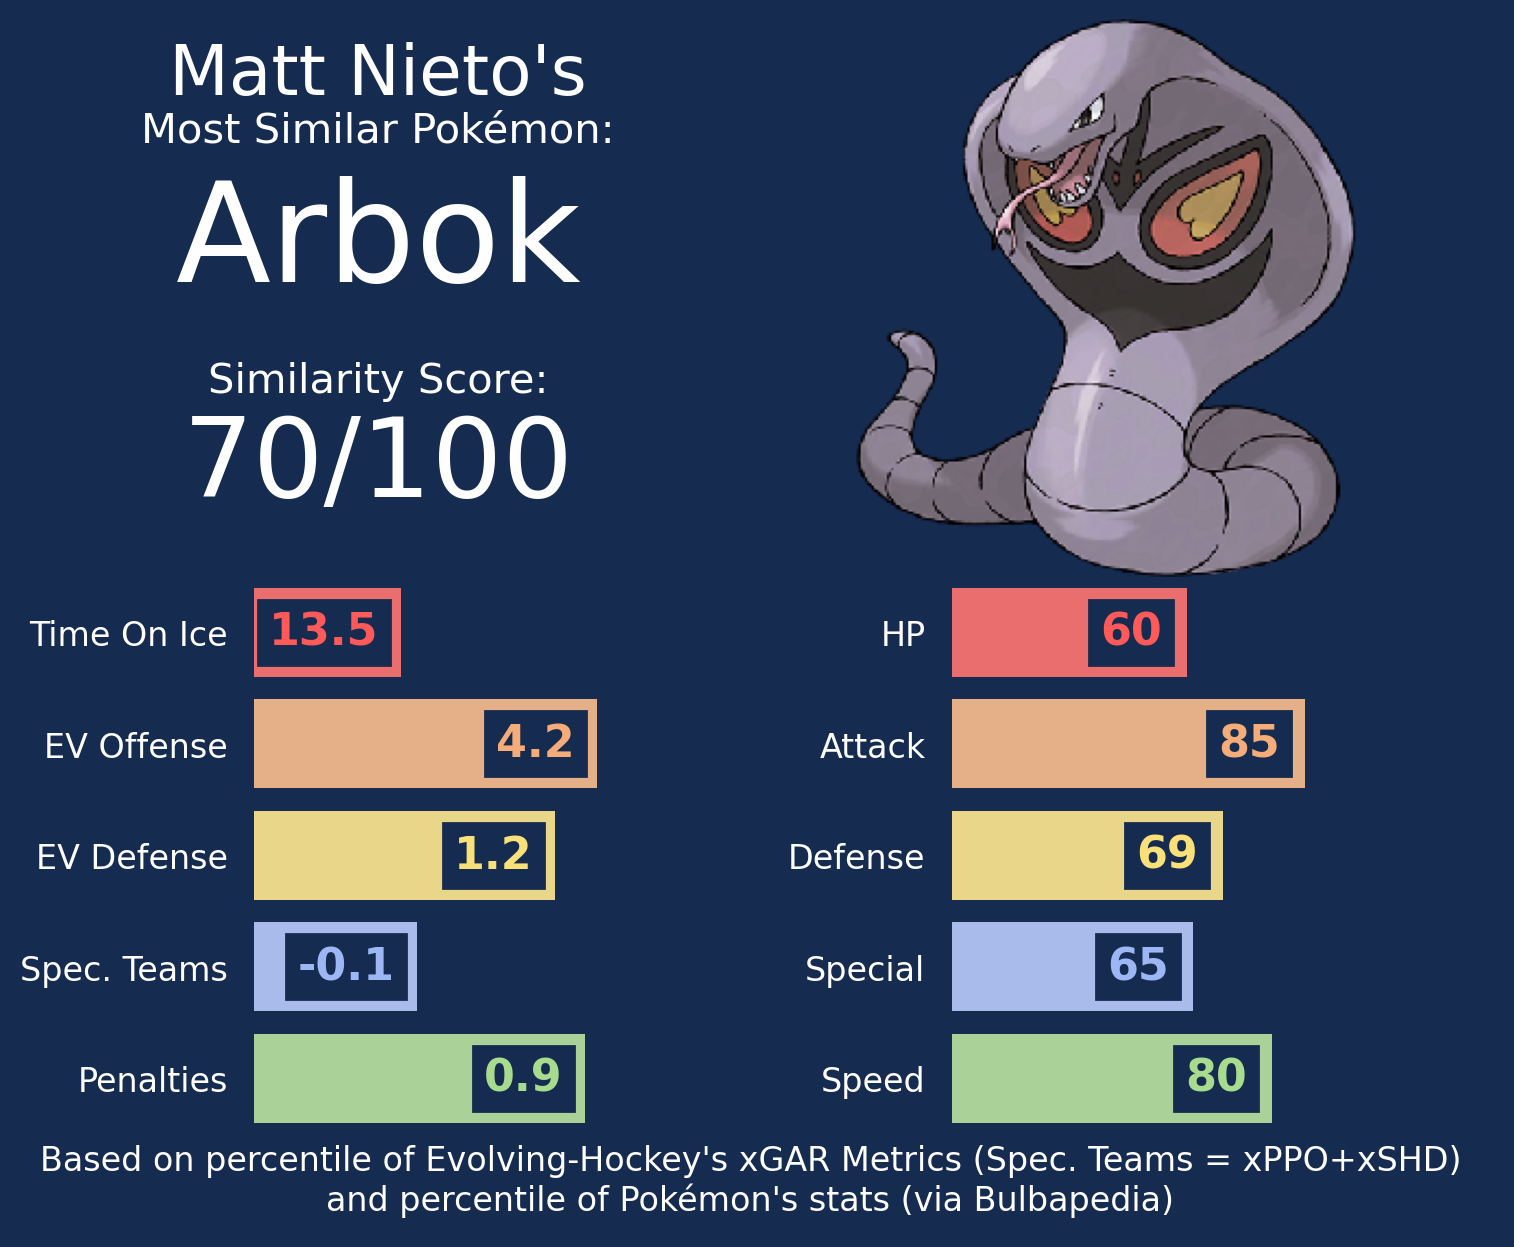 Matt Nieto's
Most Similar Pokémon:
Arbok
Similarity Score:
70/100
Time On Ice 13.5
EV Offense 4.2
EV Defense 1.2
Spec. Teams -0.1
Penalties 0.9
HP 60
Attack 85
Defense 69
Special 65
Speed 80
Based on percentile of Evolving-Hockey's xGAR Metrics (Spec. Teams = xPPO+xSHD)
and percentile of Pokémon's stats (via Bulbapedia)